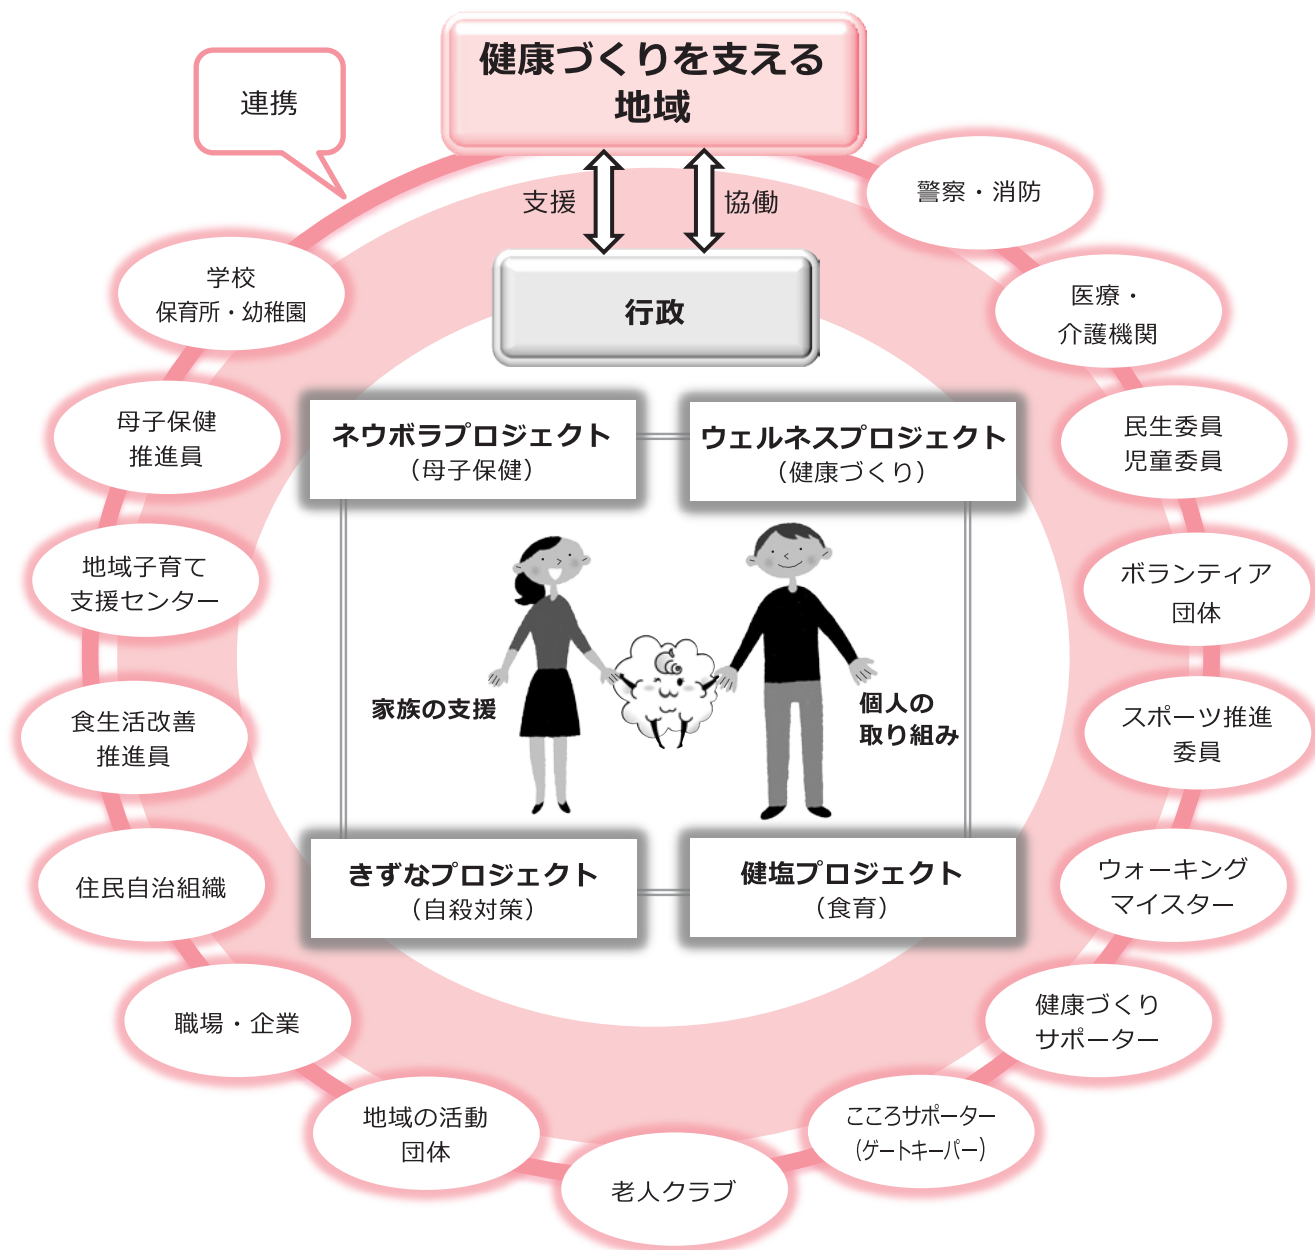 健康づくりを支える
地域
連携
支援
協働
行政
警察・消防
医療・
介護機関
民生委員
児童委員
ボランティア
団体
スポーツ推進
委員
ウォーキング
マイスター
健康づくり
サポーター
こころサポーター
(ゲートキーパー)
老人クラブ
地域の活動
団体
職場・企業
住民自治組織
食生活改善
推進員
地域子育て
支援センター
母子保健
推進員
学校
保育所・幼稚園
ネウボラプロジェクト
（母子保健）
ウェルネスプロジェクト
（健康づくり）
家族の支援
個人の
取り組み
きずなプロジェクト
（自殺対策）
健塩プロジェクト
（食育）